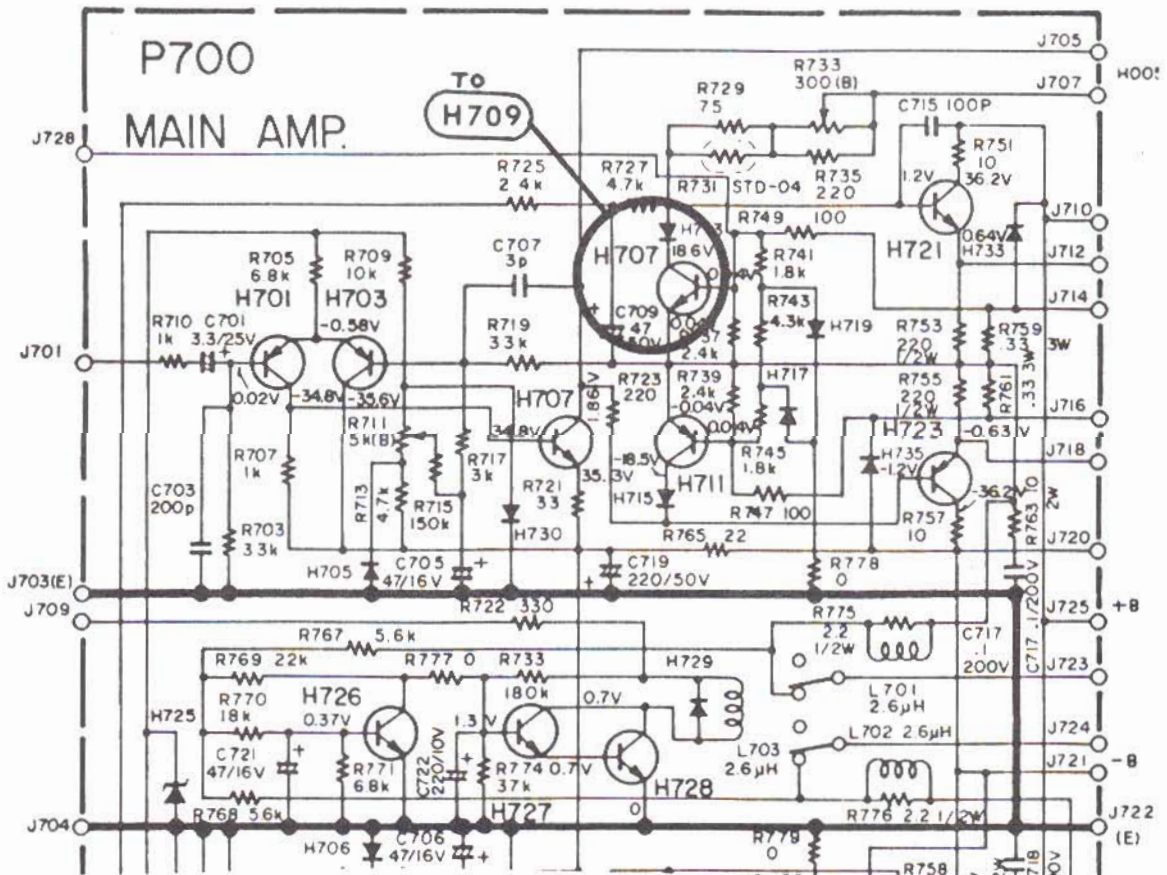 P700
MAIN AMP.
TO
H709
J705
H005
J707
R733
300(B)
R729
75
C715 100P
J728
R751
10
36.2V
R725
2.4k
R727
4.7k
R731
STD-04
R735
220
1.2V
R749
100
J710
0.64V
H733
H721
J712
C707
3p
H707
18.6V
R741
1.8k
R705
6.8k
R709
10k
H701
H703
J714
R710
1k
C701
3.3/25V
-0.58V
R719
33k
C709
47
R743
4.3k
H719
R753
220
1/2W
R759
.33
3W
2.4k
J701
0.02V
-34.8V
-35.6V
R723
220
R739
2.4k
-0.04V
0.04V
H717
R755
220
1/2W
R761
.33 3W
H707
1.86V
J716
R711
5k(B)
34.8V
H723
-0.63V
R707
1k
R717
3k
-18.5V
H711
R745
1.8k
H735
-1.2V
J718
C703
200p
R713
4.7k
R715
150k
R721
33
H715
R747 100
R757
10
2W
R763 10
R703
3.3k
H730
R765 22
J720
H705
C705
47/16V
C719
220/50V
R778
0
J703(E)
J709
R722 330
J725
+B
R767 5.6k
R775
2.2
1/2W
C717
.1
200V
C717 .1/200V
R769 22k
R777 0
R733
180k
H729
J723
R770
18k
H726
0.7V
L701
2.6μH
H725
0.37V
1.3 V
L702 2.6μH
J724
C721
47/16V
L703
2.6μH
J721
-B
R771
6.8k
C722
220/10V
R774
37k
0.7V
H728
H727
R768 56k
0
R776 2.2 1/2W
J704
J722
(E)
H706
C706
47/16V
R779
0
R758